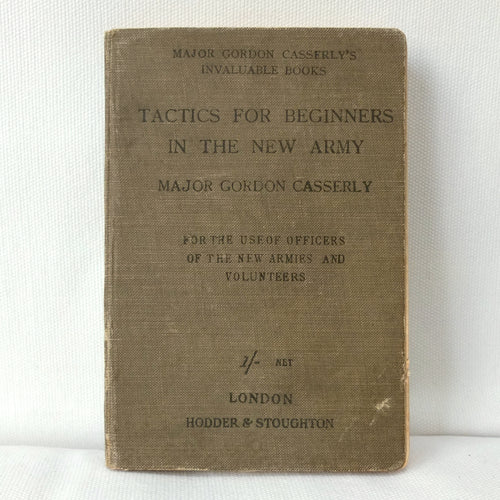 MAJOR GORDON CASSERLY'S
INVALUABLE BOOKS
TACTICS FOR BEGINNERS
IN THE NEW ARMY
MAJOR GORDON CASSERLY
FOR THE USE OF OFFICERS
OF THE NEW ARMIES AND
VOLUNTEERS
1/- NET
LONDON
HODDER & STOUGHTON